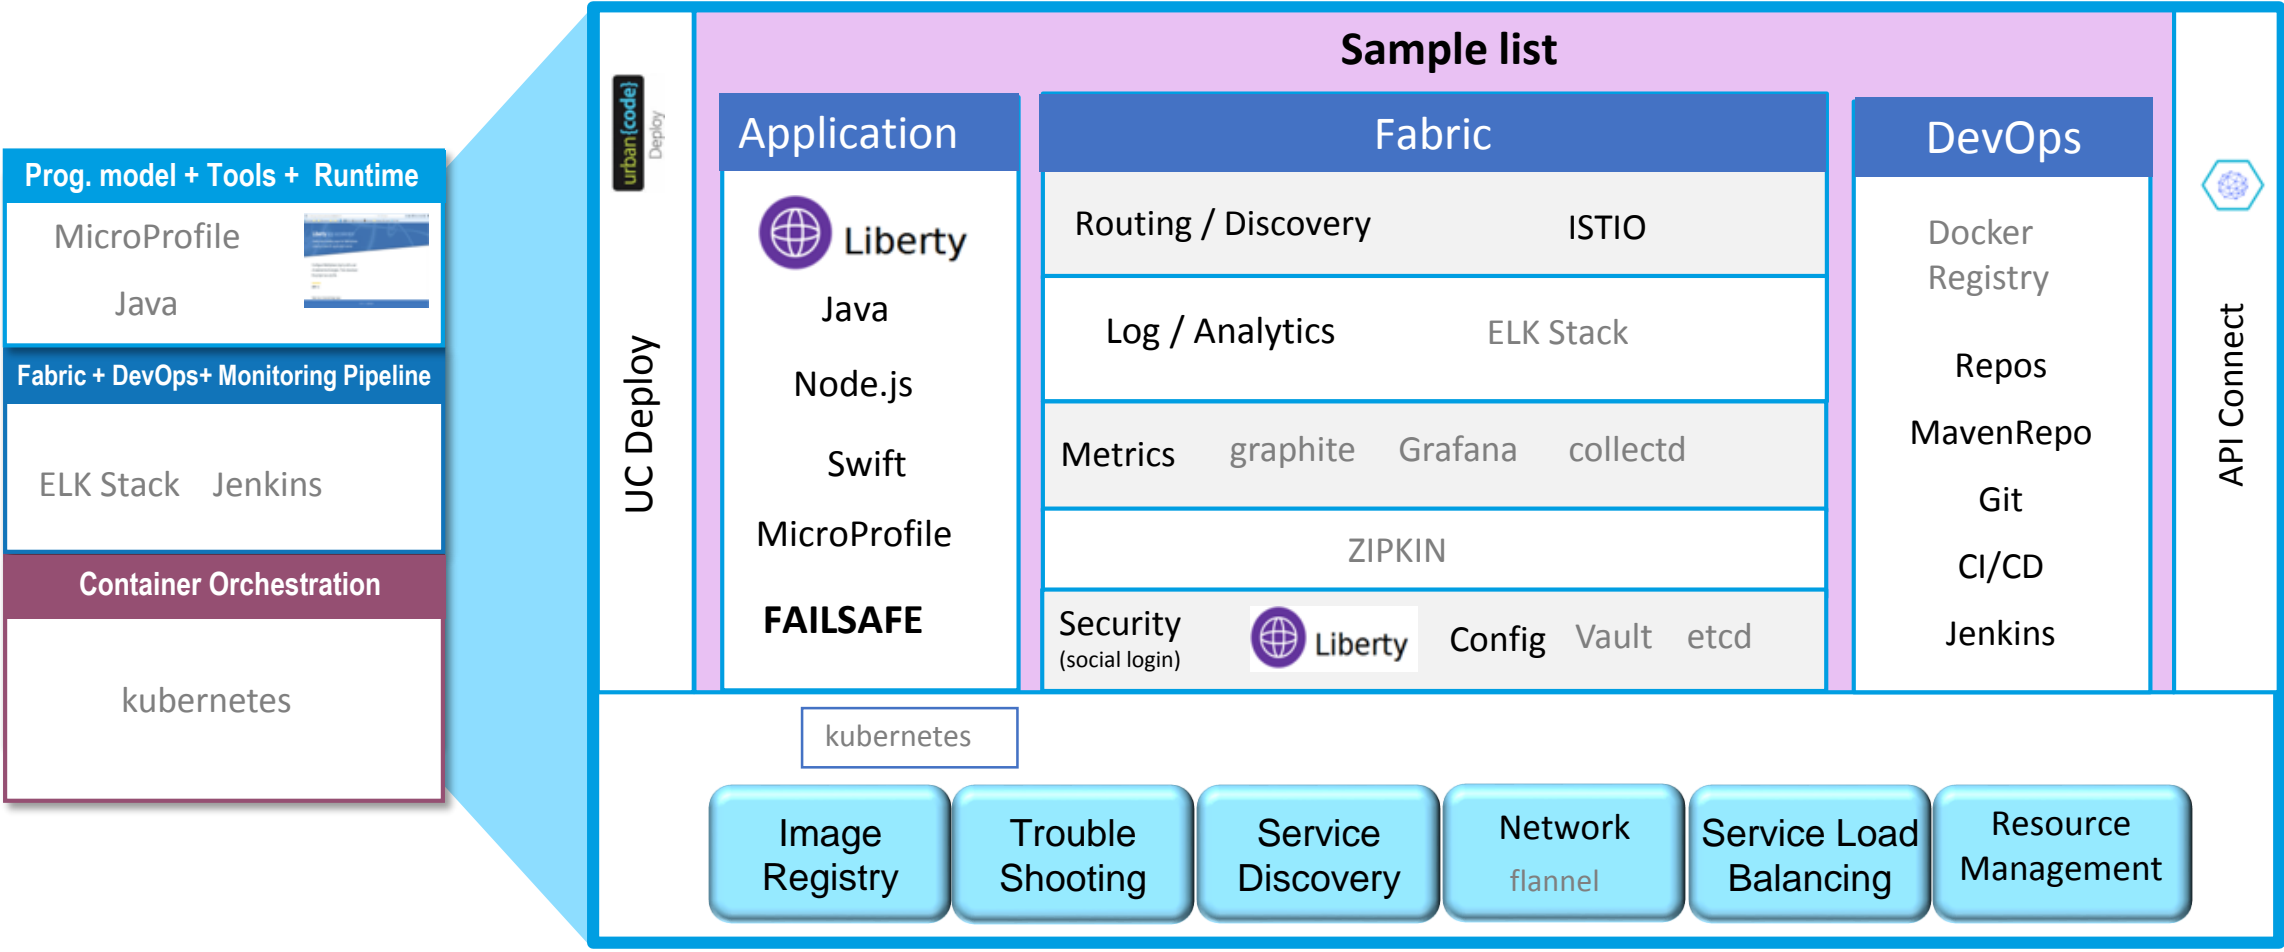 Prog. model + Tools + Runtime
MicroProfile
Java
Fabric + DevOps+ Monitoring Pipeline
ELK Stack Jenkins
Container Orchestration
kubernetes
urban{code}
Deploy
UC Deploy
Sample list
Application
Liberty
Java
Node.js
Swift
MicroProfile
FAILSAFE
Fabric
Routing / Discovery ISTIO
Log / Analytics ELK Stack
Metrics graphite Grafana collectd
ZIPKIN
Security
(social login)
Liberty
Config Vault etcd
DevOps
Docker
Registry
Repos
MavenRepo
Git
CI/CD
Jenkins
API Connect
kubernetes
Image
Registry
Trouble
Shooting
Service
Discovery
Network
flannel
Service Load
Balancing
Resource
Management